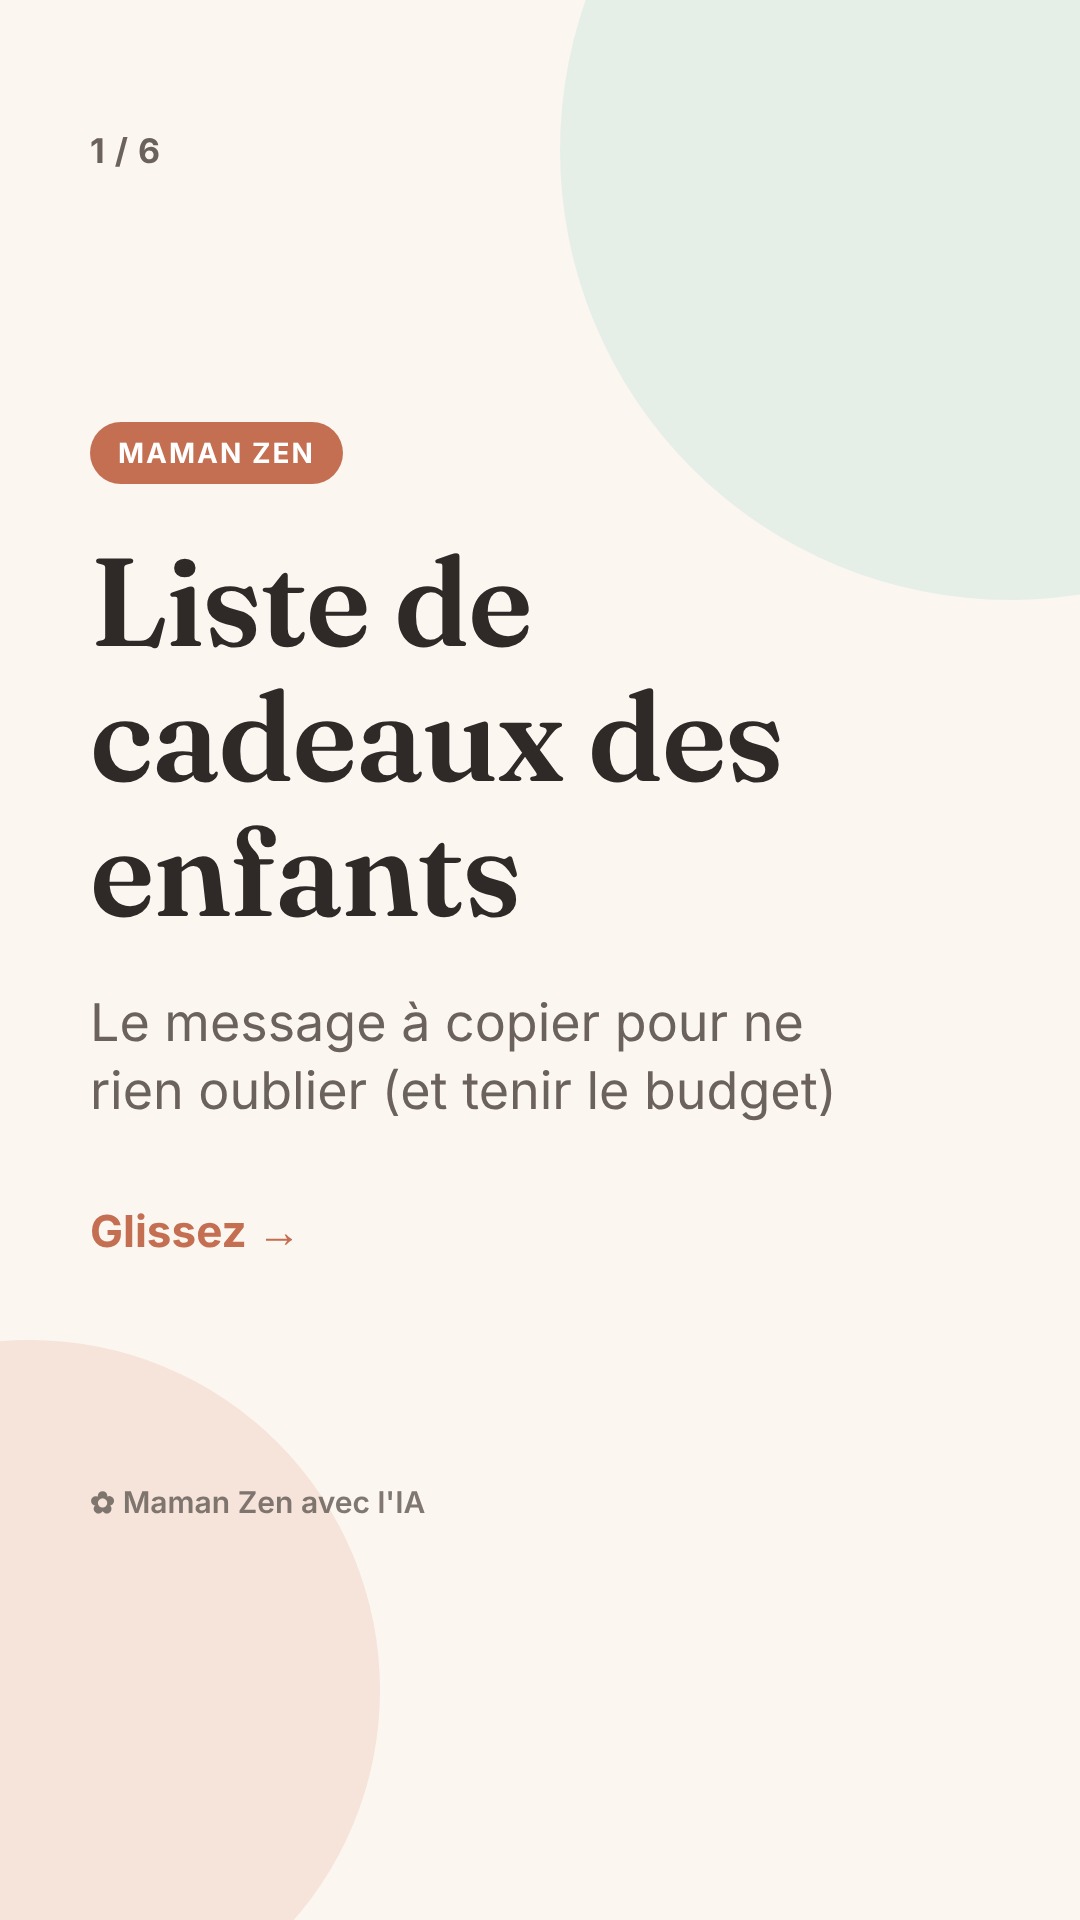 1 / 6
MAMAN ZEN
Liste de
cadeaux des
enfants
Le message à copier pour ne
rien oublier (et tenir le budget)
Glissez →
✿ Maman Zen avec l'IA